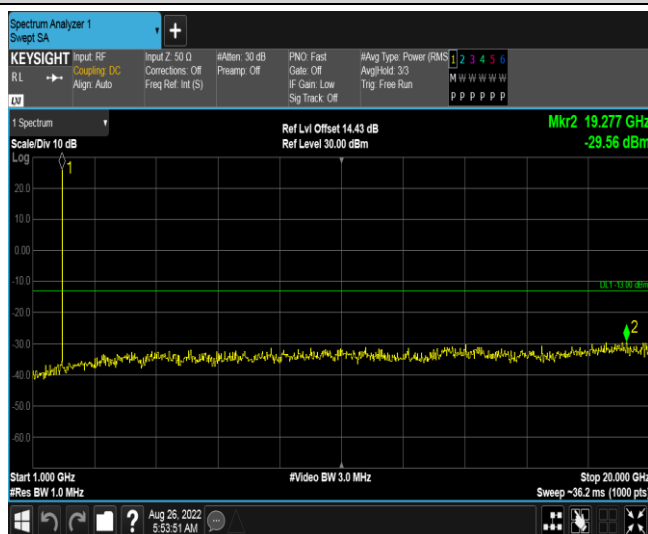 Spectrum Analyzer 1
Swept SA
KEYSIGHT
RL
LXI
Input: RF
Coupling: DC
Align: Auto
Input Z: 50 Ω
Corrections: Off
Freq Ref: Int (S)
#Atten: 30 dB
Preamp: Off
PNO: Fast
Gate: Off
IF Gain: Low
Sig Track: Off
#Avg Type: Power (RMS
Avg|Hold: 3/3
Trig: Free Run
1 2 3 4 5 6
M W W W W W
P P P P P P
1 Spectrum
Scale/Div 10 dB
Ref Lvl Offset 14.43 dB
Ref Level 30.00 dBm
Mkr2 19.277 GHz
-29.56 dBm
Log
1
20.0
10.0
0.00
-10.0
DL1 -13.00 dBm
-20.0
2
-30.0
-40.0
-50.0
-60.0
Start 1.000 GHz
#Video BW 3.0 MHz
Stop 20.000 GHz
#Res BW 1.0 MHz
Sweep ~36.2 ms (1000 pts)
Aug 26, 2022
5:53:51 AM